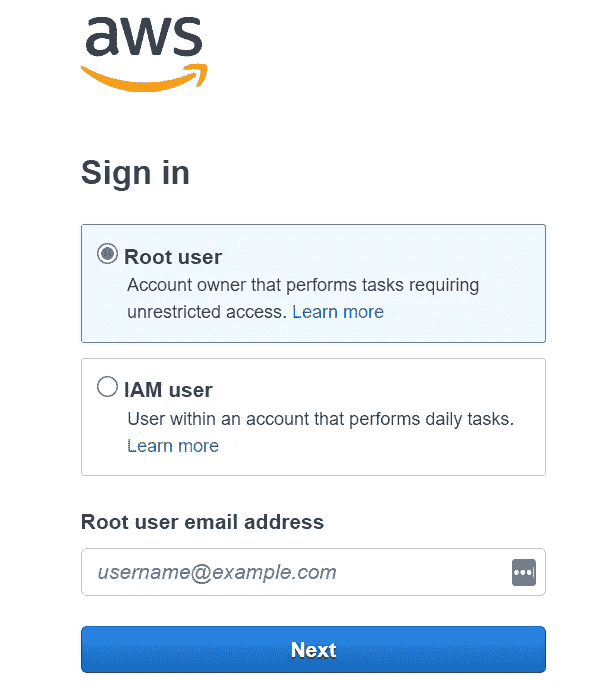 aws
Sign in
Root user
Account owner that performs tasks requiring
unrestricted access. Learn more
IAM user
User within an account that performs daily tasks.
Learn more
Root user email address
username@example.com
Next